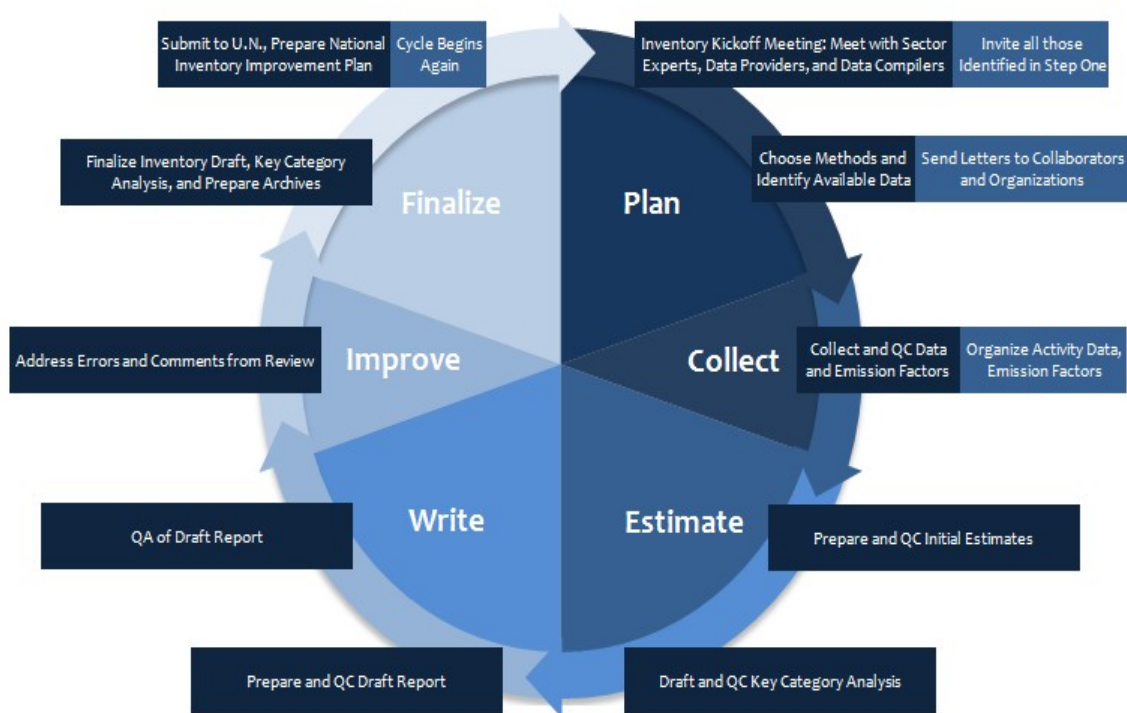 Submit to U.N., Prepare National
Inventory Improvement Plan
Cycle Begins
Again
Inventory Kickoff Meeting: Meet with Sector
Experts, Data Providers, and Data Compilers
Invite all those
Identified in Step One
Finalize Inventory Draft, Key Category
Analysis, and Prepare Archives
Choose Methods and
Identify Available Data
Send Letters to Collaborators
and Organizations
Finalize
Plan
Address Errors and Comments from Review
Improve
Collect
Collect and QC Data
and Emission Factors
Organize Activity Data,
Emission Factors
Write
Estimate
QA of Draft Report
Prepare and QC Initial Estimates
Prepare and QC Draft Report
Draft and QC Key Category Analysis